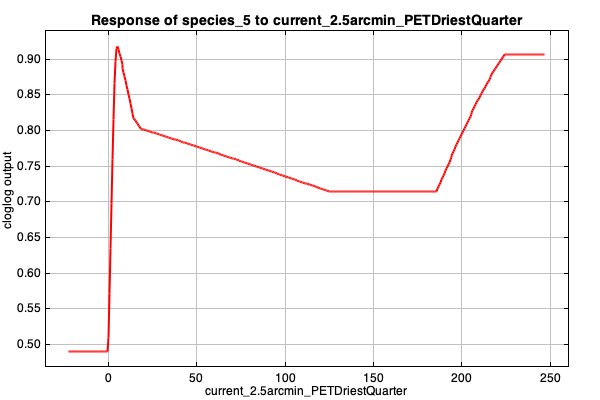 Response of species_5 to current_2.5arcmin_PETDriestQuarter
0.90
0.85
0.80
0.75
0.70
0.65
0.60
0.55
0.50
cloglog output
0 50 100 150 200 250
current_2.5arcmin_PETDriestQuarter